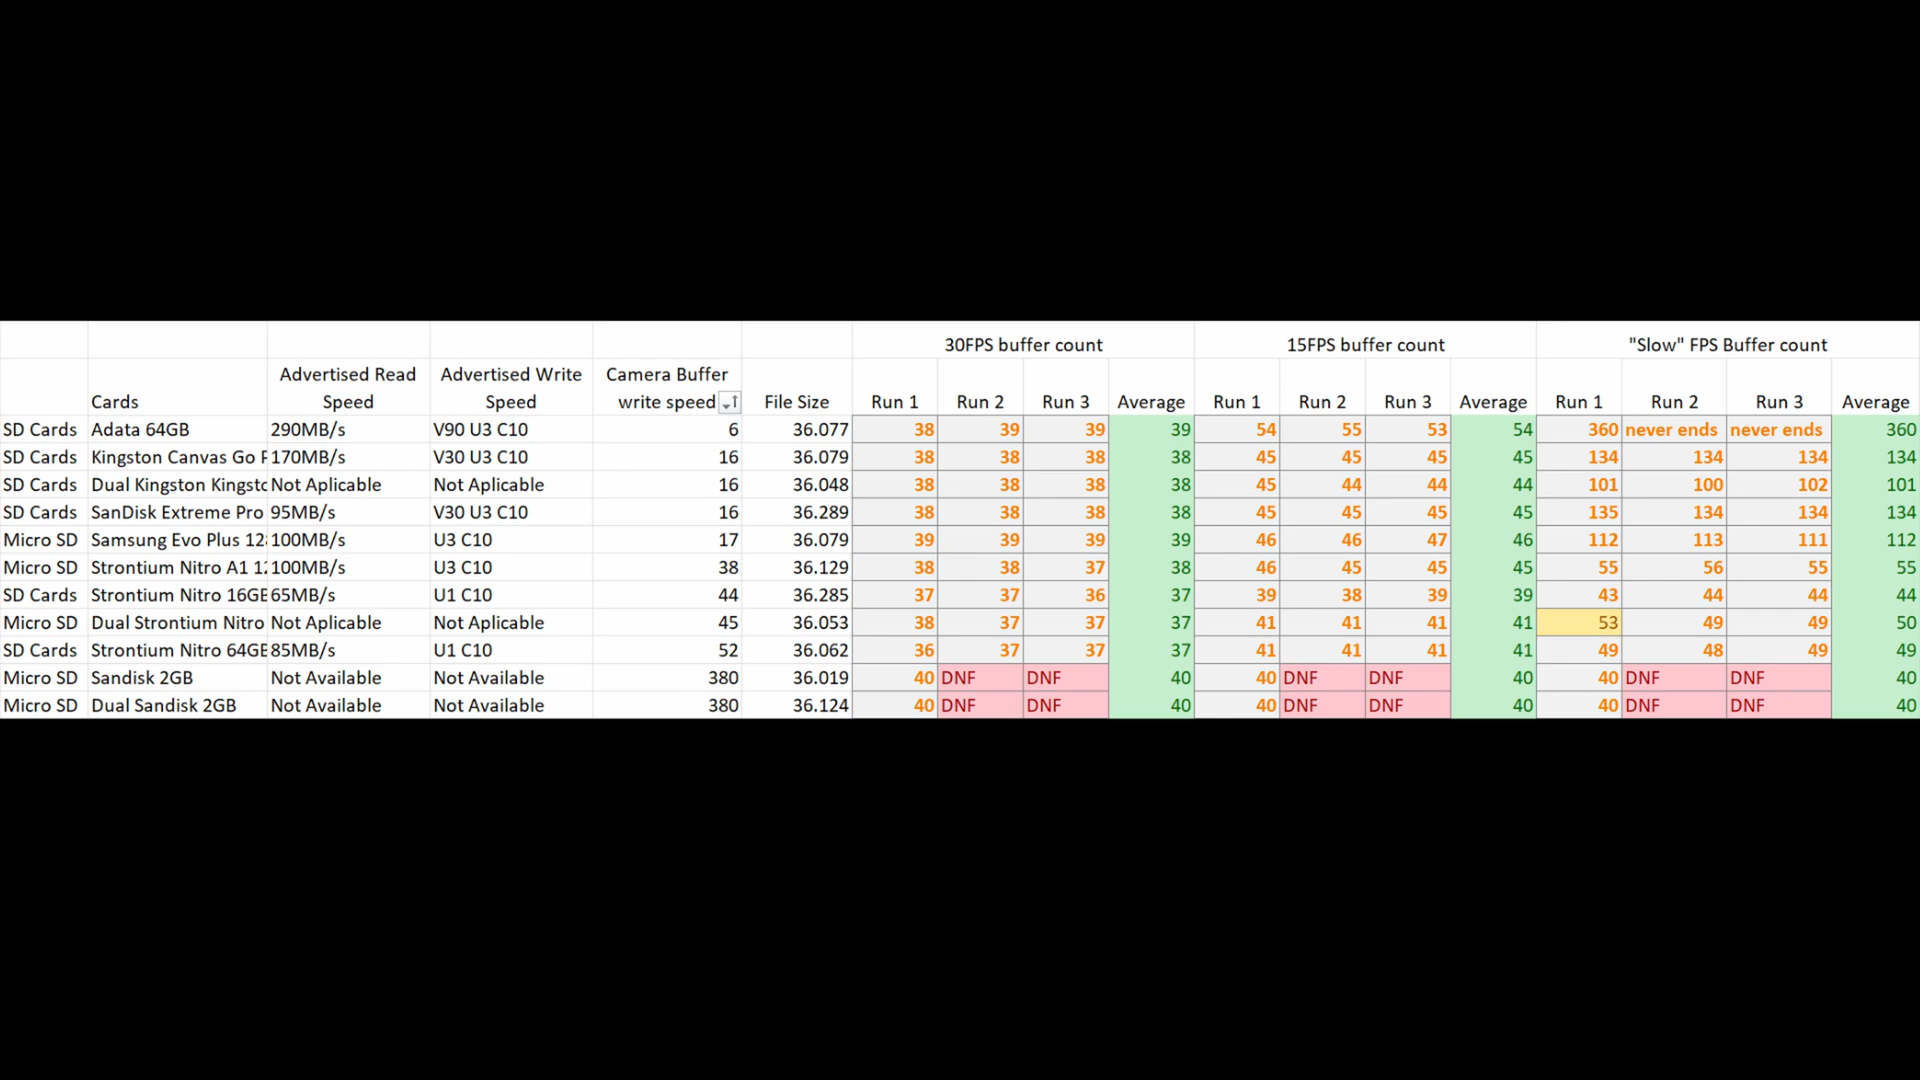 30FPS buffer count 15FPS buffer count "Slow" FPS Buffer count
Advertised Read Advertised Write Camera Buffer
Cards Speed Speed write speed File Size Run 1 Run 2 Run 3 Average Run 1 Run 2 Run 3 Average Run 1 Run 2 Run 3 Average
SD Cards Adata 64GB 290MB/s V90 U3 C10 6 36.077 38 39 39 39 54 55 53 54 360 never ends never ends 360
SD Cards Kingston Canvas Go 170MB/s V30 U3 C10 16 36.079 38 38 38 38 45 45 45 45 134 134 134 134
SD Cards Dual Kingston Kingsto Not Aplicable Not Aplicable 16 36.048 38 38 38 38 45 44 44 44 101 100 102 101
SD Cards SanDisk Extreme Pro 95MB/s V30 U3 C10 16 36.289 38 38 38 38 45 45 45 45 135 134 134 134
Micro SD Samsung Evo Plus 12 100MB/s U3 C10 17 36.079 39 39 39 39 46 46 47 46 112 113 111 112
Micro SD Strontium Nitro A1 12 100MB/s U3 C10 38 36.129 38 38 37 38 46 45 45 45 55 56 55 55
SD Cards Strontium Nitro 16GB 65MB/s U1 C10 44 36.285 37 37 36 37 39 38 39 39 43 44 44 44
Micro SD Dual Strontium Nitro Not Aplicable Not Aplicable 45 36.053 38 37 37 37 41 41 41 41 53 49 49 50
SD Cards Strontium Nitro 64GB 85MB/s U1 C10 52 36.062 36 37 37 37 41 41 41 41 49 48 49 49
Micro SD Sandisk 2GB Not Available Not Available 380 36.019 40 DNF DNF 40 40 DNF DNF 40 40 DNF DNF 40
Micro SD Dual Sandisk 2GB Not Available Not Available 380 36.124 40 DNF DNF 40 40 DNF DNF 40 40 DNF DNF 40